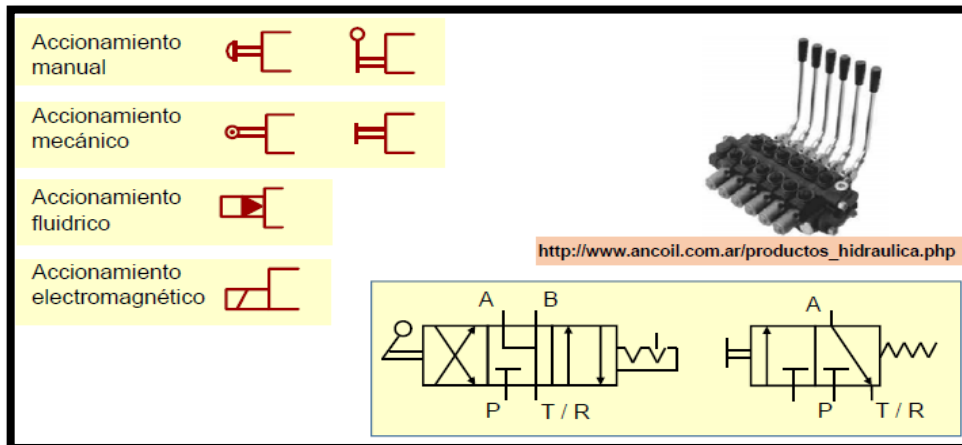 Accionamiento
manual
Accionamiento
mecánico
Accionamiento
fluidrico
Accionamiento
electromagnético
http://www.ancoil.com.ar/productos_hidraulica.php
A B
P T / R
A
P T / R